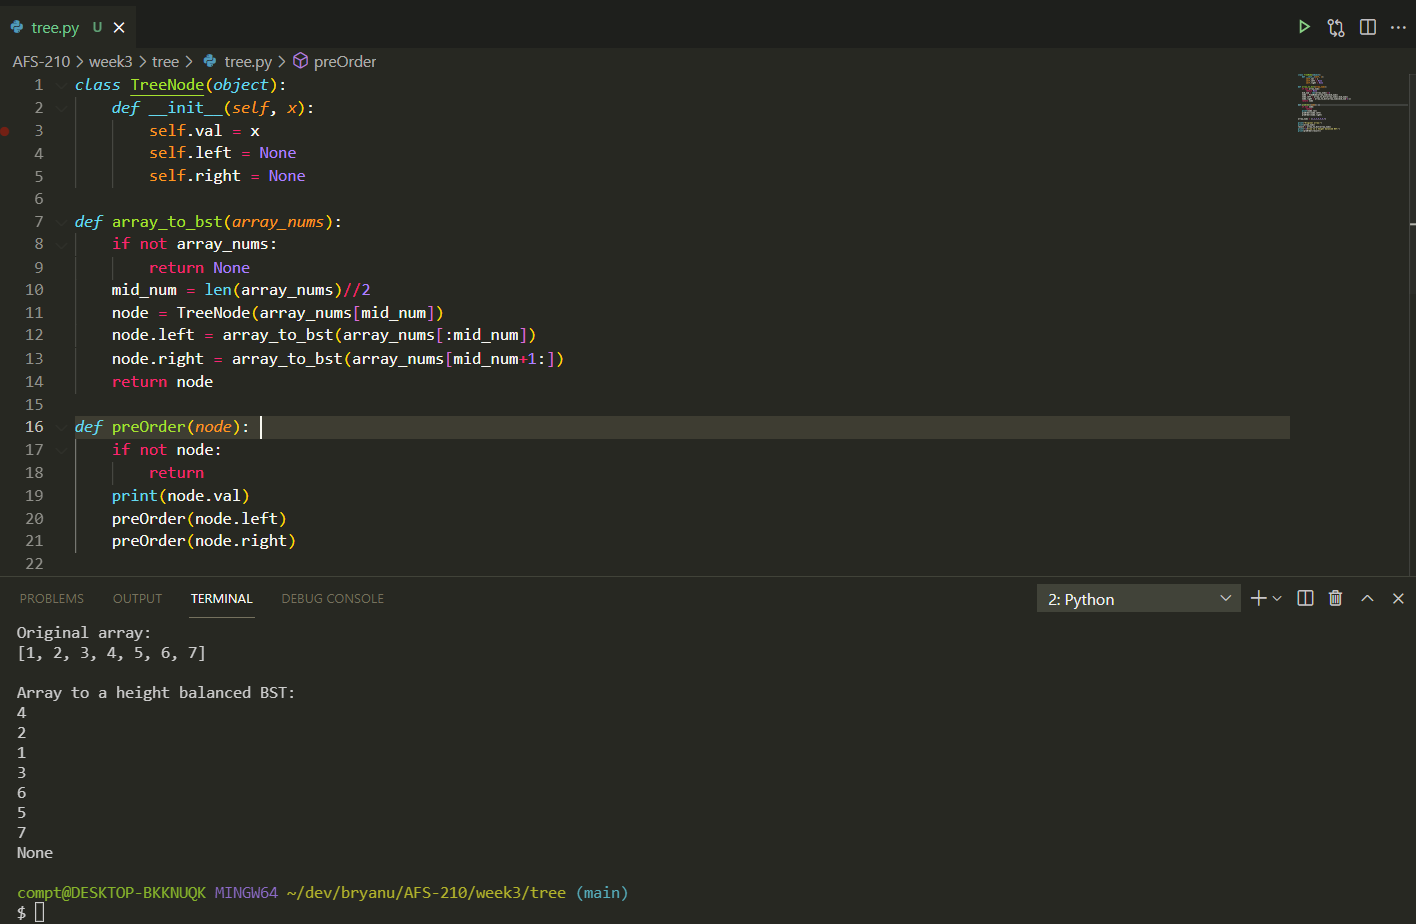 tree.py U
AFS-210 > week3 > tree > tree.py > preOrder
1 class TreeNode(object):
2     def __init__(self, x):
3         self.val = x
4         self.left = None
5         self.right = None
6
7 def array_to_bst(array_nums):
8     if not array_nums:
9         return None
10     mid_num = len(array_nums)//2
11     node = TreeNode(array_nums[mid_num])
12     node.left = array_to_bst(array_nums[:mid_num])
13     node.right = array_to_bst(array_nums[mid_num+1:])
14     return node
15
16 def preOrder(node):
17     if not node:
18         return
19     print(node.val)
20     preOrder(node.left)
21     preOrder(node.right)
22
PROBLEMS OUTPUT TERMINAL DEBUG CONSOLE 2: Python
Original array:
[1, 2, 3, 4, 5, 6, 7]
Array to a height balanced BST:
4
2
1
3
6
5
7
None
compt@DESKTOP-BKKNUQK MINGW64 ~/dev/bryanu/AFS-210/week3/tree (main)
$